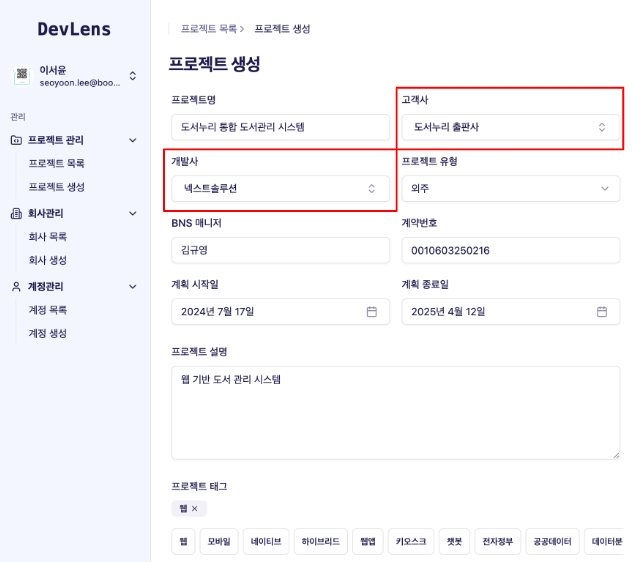 DevLens
이서윤
seoyoon.lee@boo...
관리
프로젝트 관리
프로젝트 목록
프로젝트 생성
회사관리
회사 목록
회사 생성
계정관리
계정 목록
계정 생성
프로젝트 목록 > 프로젝트 생성
프로젝트 생성
프로젝트명 고객사
도서누리 통합 도서관리 시스템 도서누리 출판사
개발사 프로젝트 유형
넥스트솔루션 외주
BNS 매니저 계약번호
김규영 0010603250216
계획 시작일 계획 종료일
2024년 7월 17일 2025년 4월 12일
프로젝트 설명
웹 기반 도서 관리 시스템
프로젝트 태그
웹 ×
웹 모바일 네이티브 하이브리드 웹앱 키오스크 챗봇 전자정부 공공데이터 데이터분